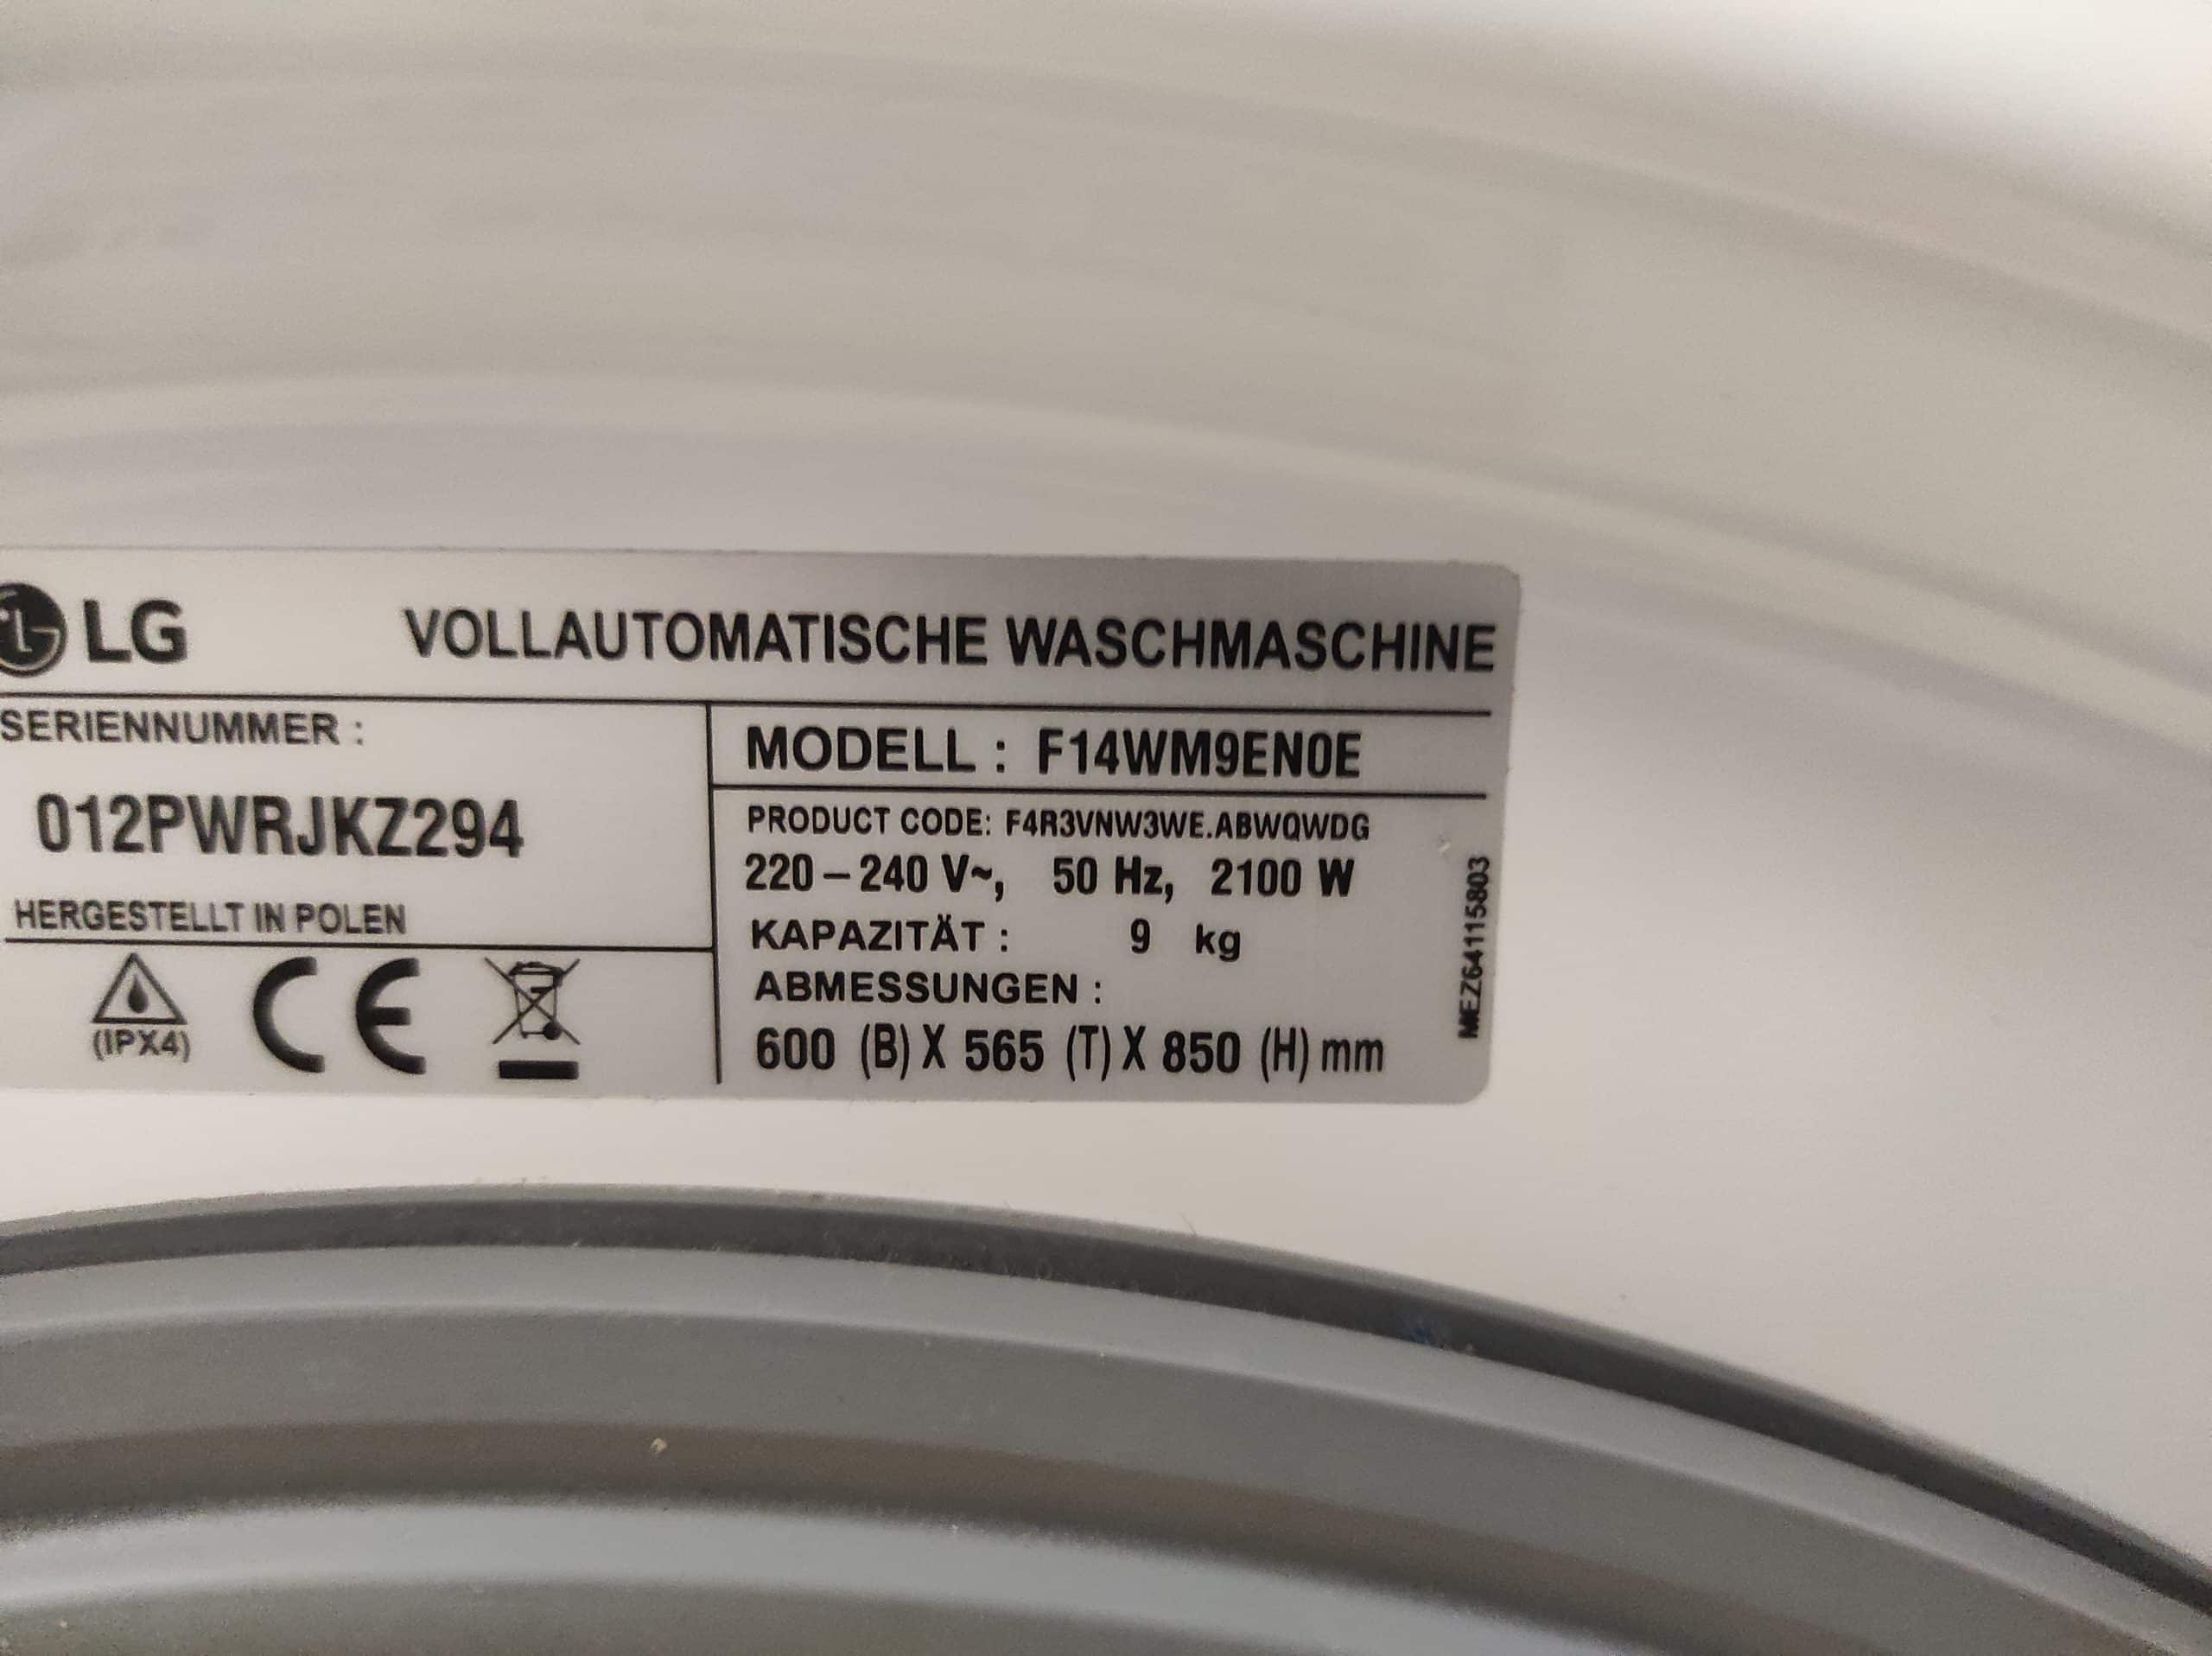 LG VOLLAUTOMATISCHE WASCHMASCHINE
SERIENNUMMER :
012PWRJKZ294
HERGESTELLT IN POLEN
(IPX4) CE
MODELL : F14WM9EN0E
PRODUCT CODE: F4R3VNW3WE.ABWQWDG
220–240 V~, 50 Hz, 2100 W
KAPAZITÄT : 9 kg
ABMESSUNGEN :
600 (B) X 565 (T) X 850 (H) mm
MEZ64115803